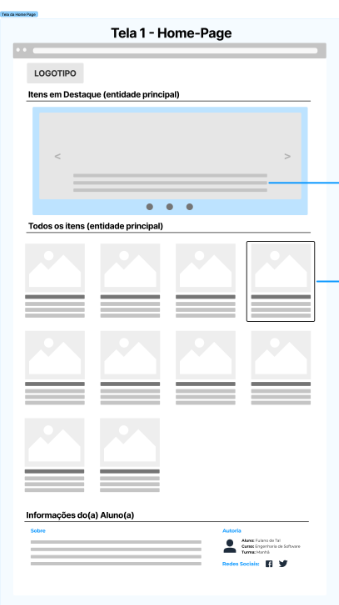 Tela da Home-Page
Tela 1 - Home-Page
LOGOTIPO
Itens em Destaque (entidade principal)
<
>
Todos os itens (entidade principal)
Informações do(a) Aluno(a)
Sobre
Autoria
Aluno: Fulano de Tal
Curso: Engenharia de Software
Turma: Manhã
Redes Sociais